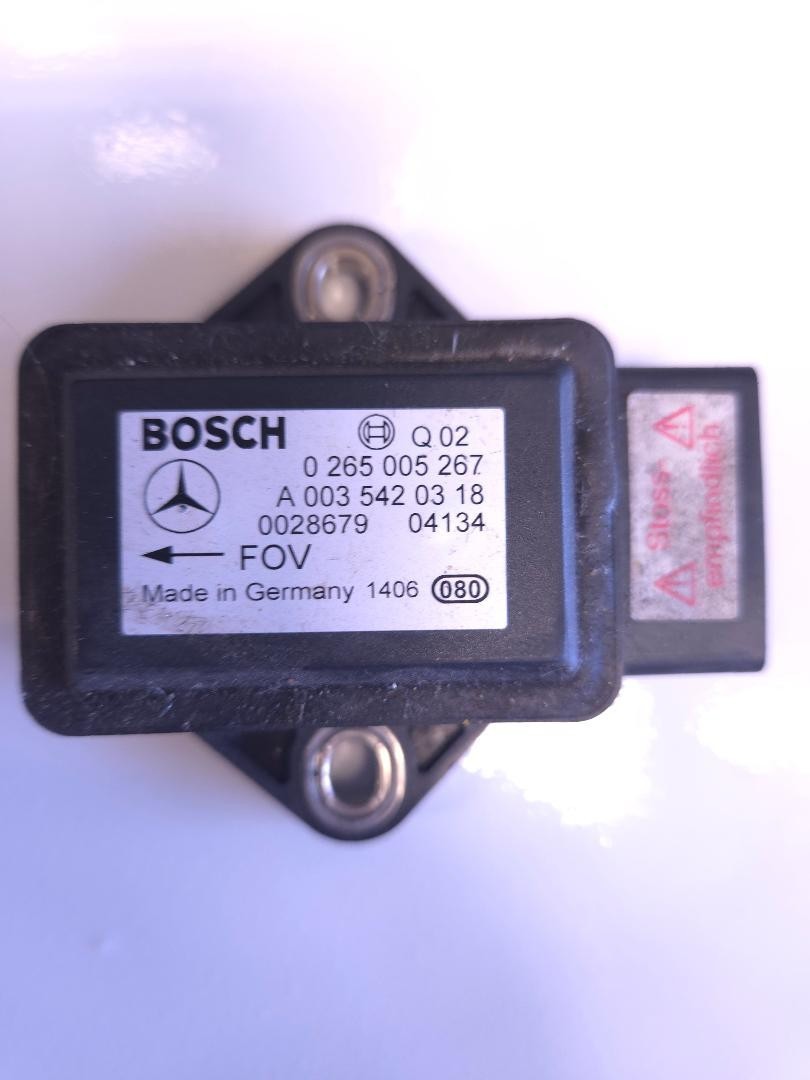 BOSCH Q 02
0 265 005 267
A 003 542 03 18
0028679 04134
FOV
Made in Germany 1406 080
Stoss-
empfindlich